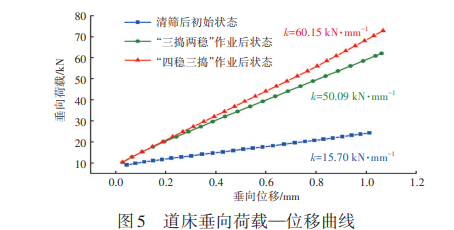 80
70
60
50
40
30
20
10
垂向荷载/kN
清筛后初始状态
“三捣两稳”作业后状态
“四稳三捣”作业后状态
k=60.15 kN·mm⁻¹
k=50.09 kN·mm⁻¹
k=15.70 kN·mm⁻¹
0.0 0.2 0.4 0.6 0.8 1.0 1.2
垂向位移/mm
图5 道床垂向荷载—位移曲线